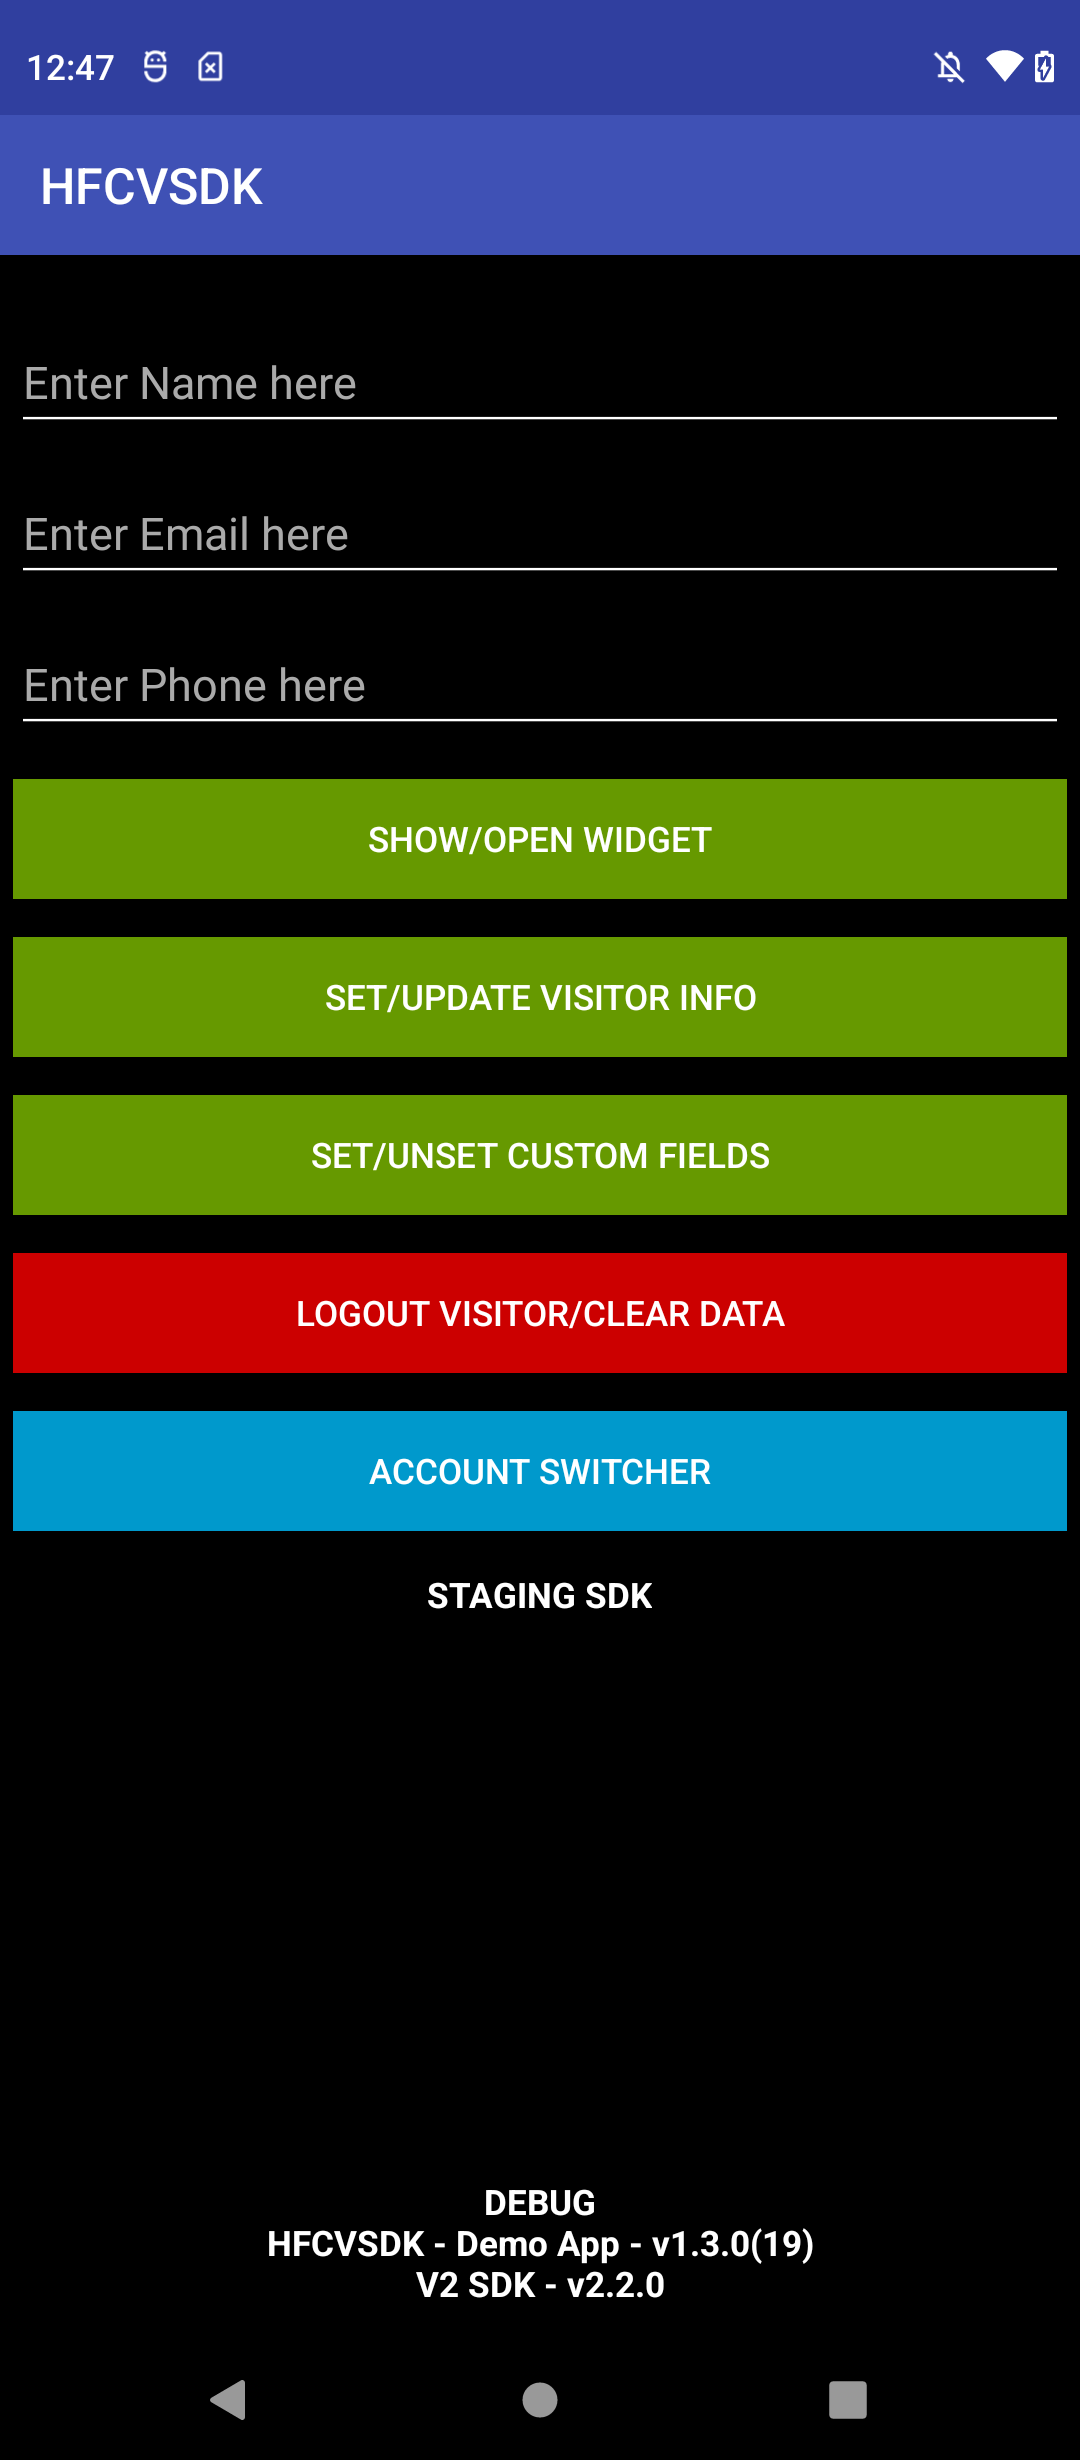 12:47
HFCVSDK
Enter Name here
Enter Email here
Enter Phone here
SHOW/OPEN WIDGET
SET/UPDATE VISITOR INFO
SET/UNSET CUSTOM FIELDS
LOGOUT VISITOR/CLEAR DATA
ACCOUNT SWITCHER
STAGING SDK
DEBUG
HFCVSDK - Demo App - v1.3.0(19)
V2 SDK - v2.2.0